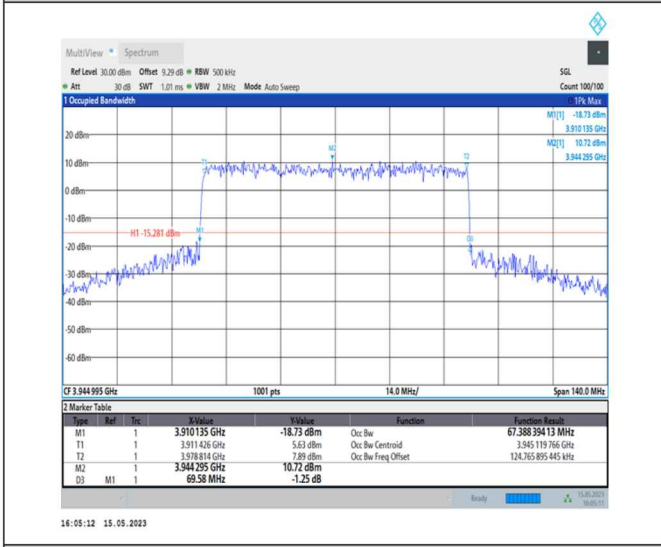 MultiView Spectrum
Ref Level 30.00 dBm Offset 9.29 dB RBW 500 kHz SGL
Att 30 dB SWT 1.01 ms VBW 2 MHz Mode Auto Sweep Count 100/100
1 Occupied Bandwidth 1Pk Max
M1[1] -18.73 dBm
3.910135 GHz
M2[1] 10.72 dBm
3.944 295 GHz
20 dBm
M2
T1 T2
10 dBm
0 dBm
-10 dBm
H1 -15.281 dBm M1
D3
-20 dBm
-30 dBm
-40 dBm
-50 dBm
-60 dBm
CF 3.944 995 GHz 1001 pts 14.0 MHz/ Span 140.0 MHz
2 Marker Table
Type Ref Trc X-Value Y-Value Function Function Result
M1 1 3.910135 GHz -18.73 dBm Occ Bw 67.388 394 13 MHz
T1 1 3.911 426 GHz 5.63 dBm Occ Bw Centroid 3.945 119 766 GHz
T2 1 3.978 814 GHz 7.89 dBm Occ Bw Freq Offset 124.765 895 445 kHz
M2 1 3.944 295 GHz 10.72 dBm
D3 M1 1 69.58 MHz -1.25 dB
Ready 15.05.2023
16:05:11
16:05:12 15.05.2023